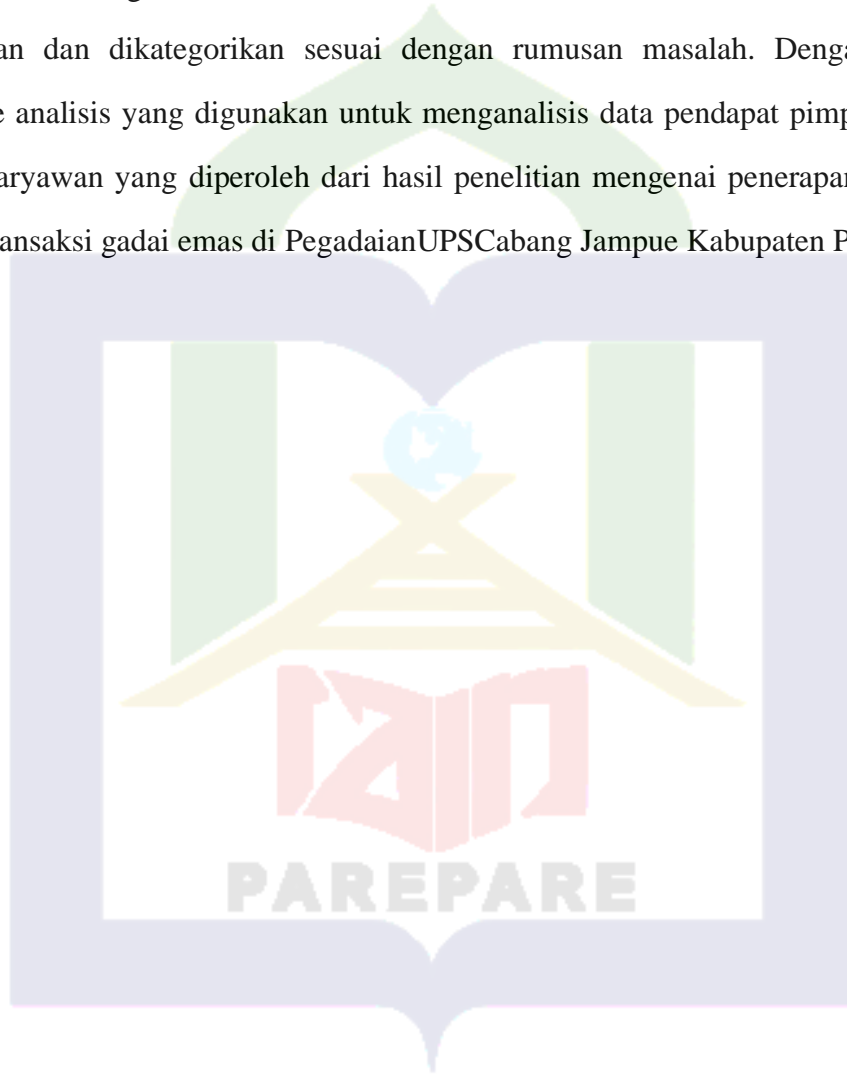 an dan dikategorikan sesuai dengan rumusan masalah. Denga
e analisis yang digunakan untuk menganalisis data pendapat pimp
aryawan yang diperoleh dari hasil penelitian mengenai penerapan
ansaksi gadai emas di PegadaianUPSCabang Jampue Kabupaten P
iain
PAREPARE